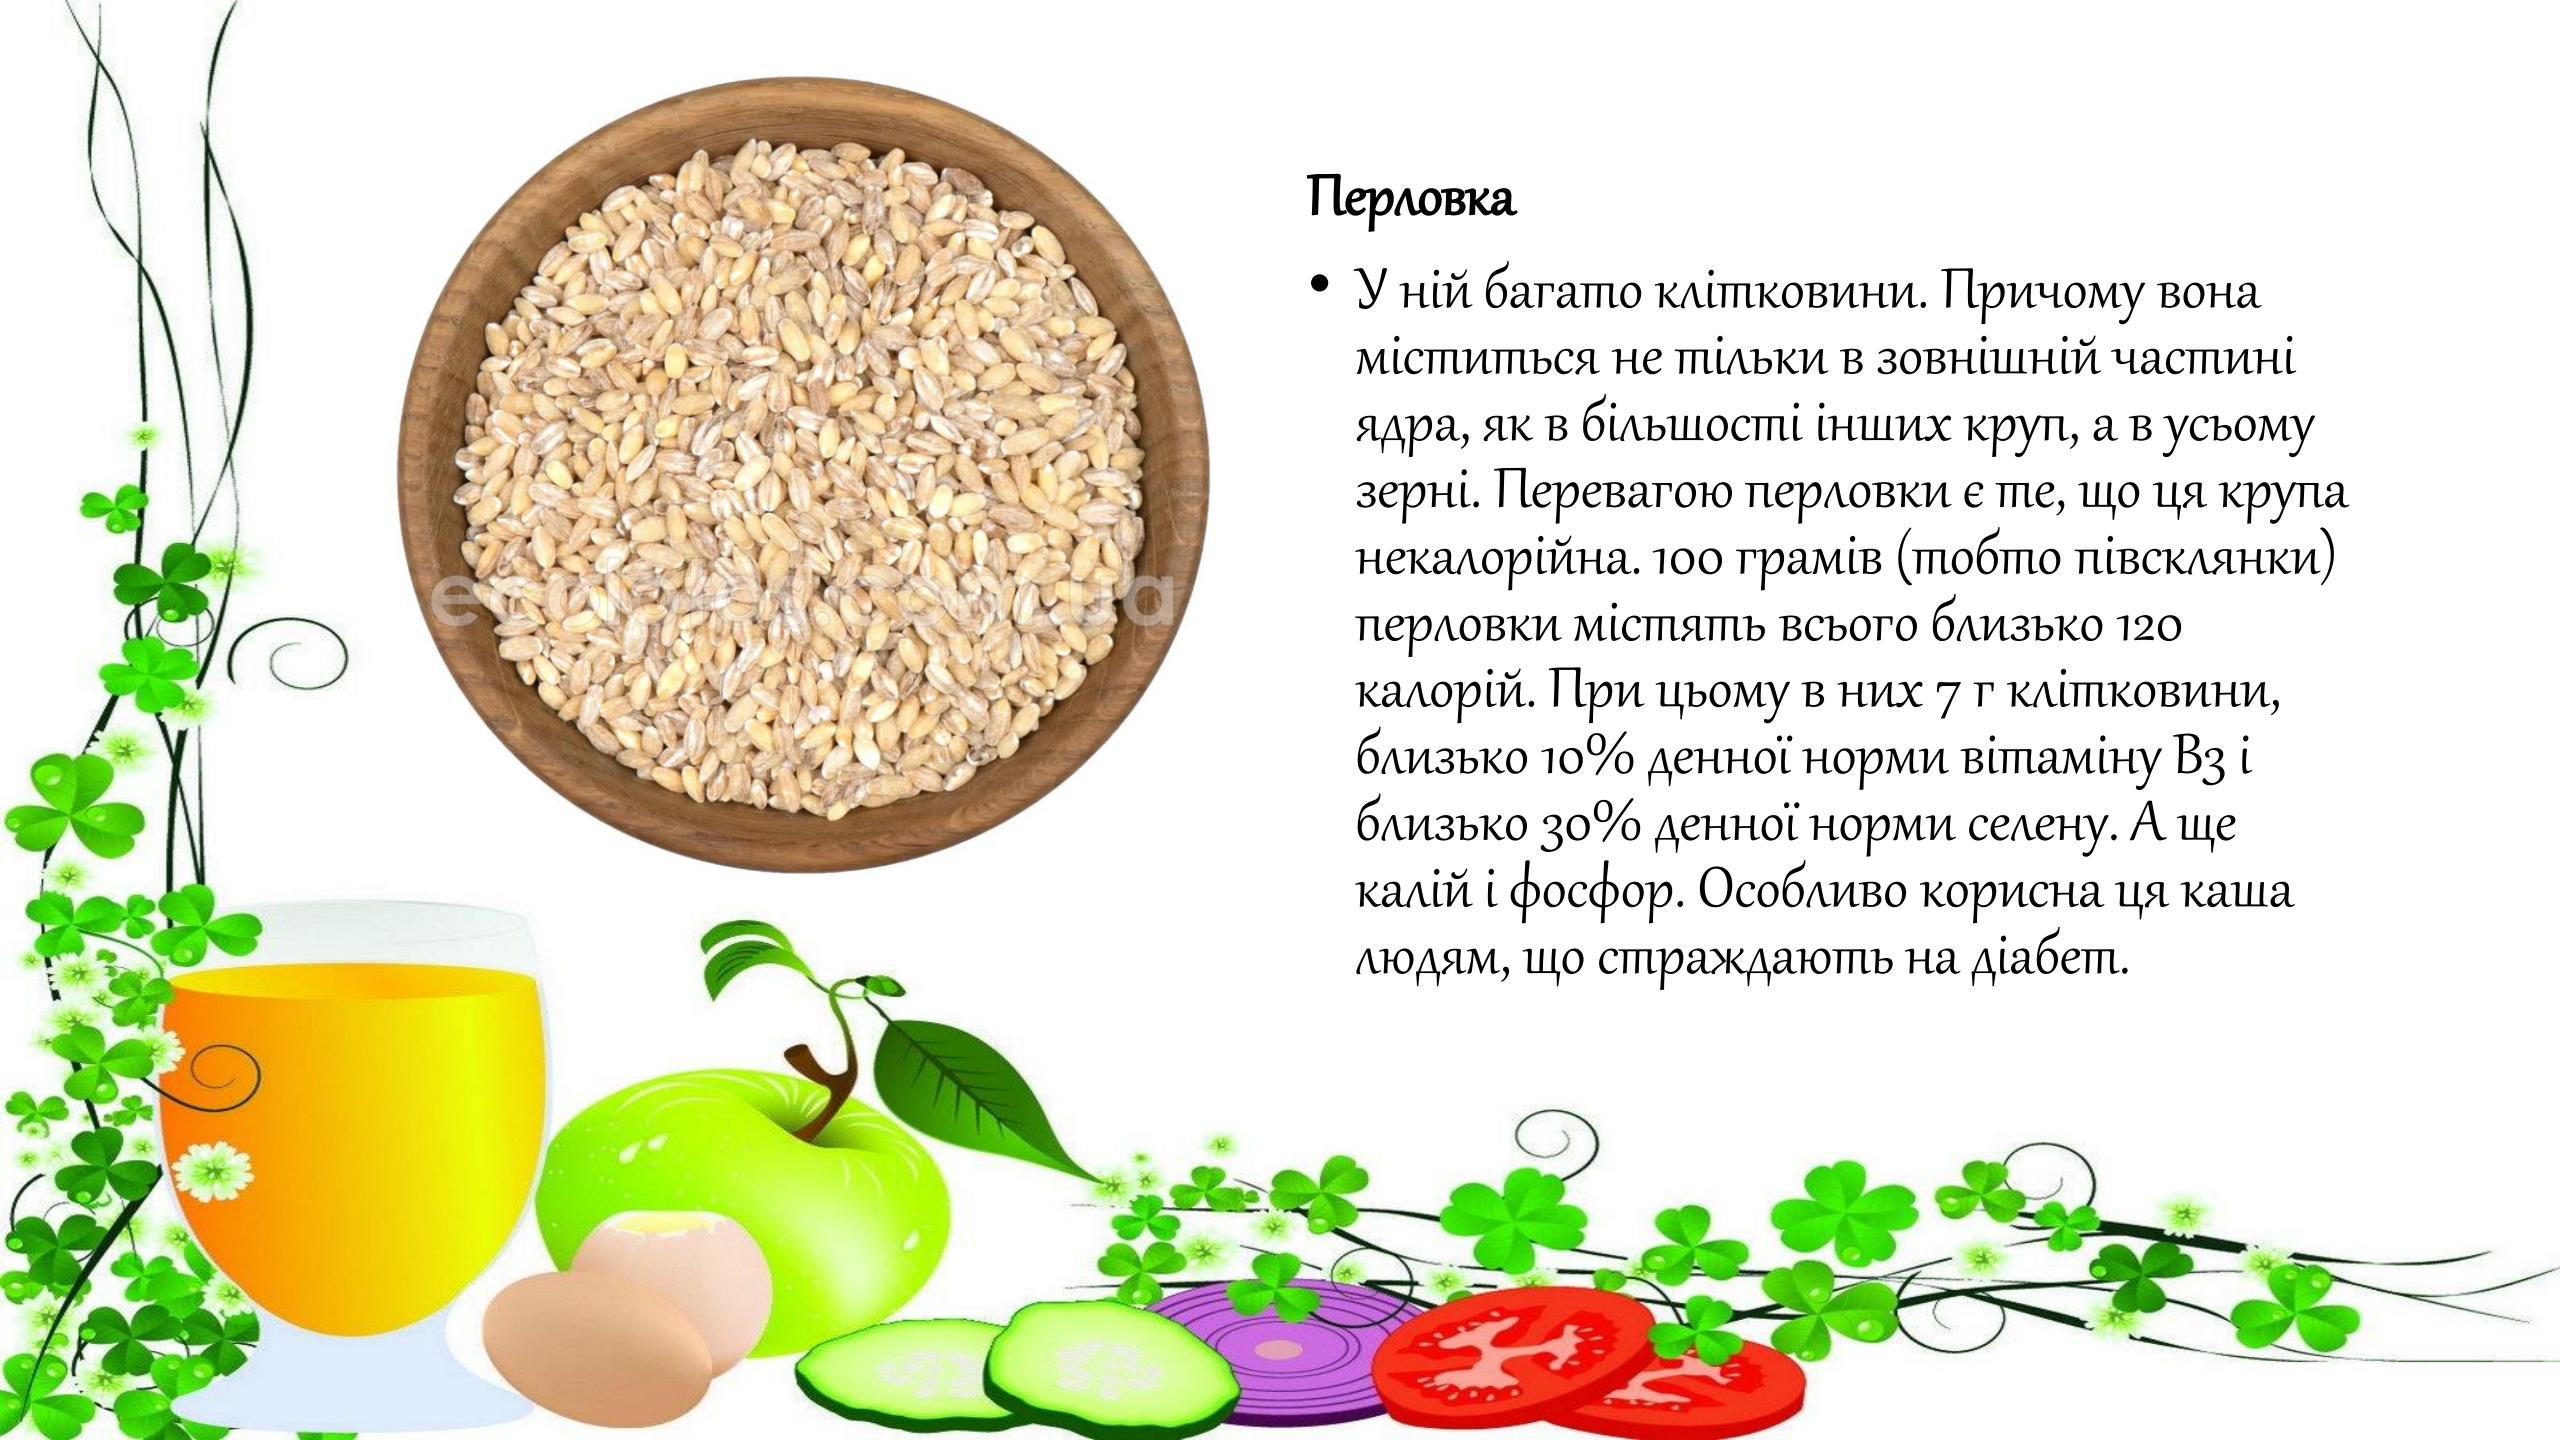 Перловка
• У ній багато клітковини. Причому вона
міститься не тільки в зовнішній частині
ядра, як в більшості інших круп, а в усьому
зерні. Перевагою перловки є те, що ця крупа
некалорійна. 100 грамів (тобто півсклянки)
перловки містять всього близько 120
калорій. При цьому в них 7 г клітковини,
близько 10% денної норми вітаміну В3 і
близько 30% денної норми селену. А ще
калій і фосфор. Особливо корисна ця каша
людям, що страждають на діабет.